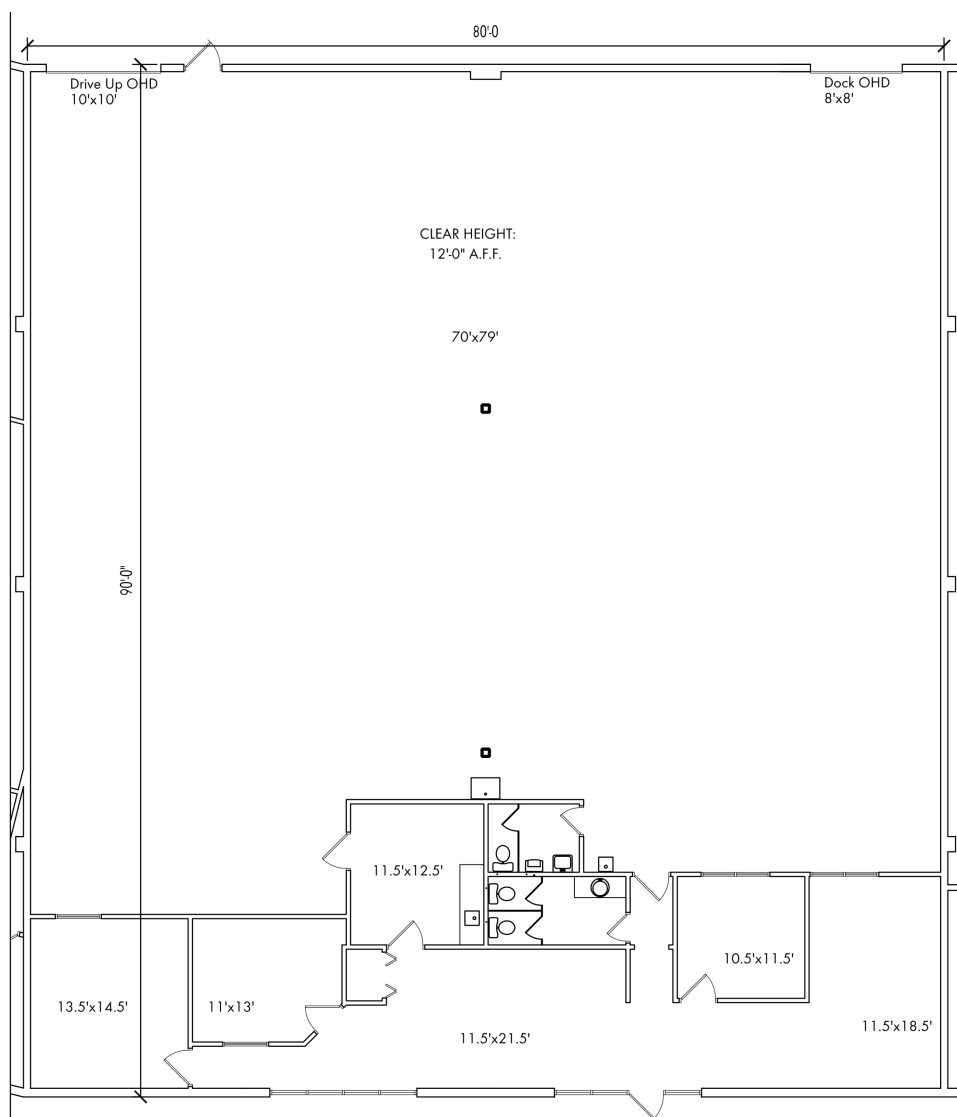 80'-0
Drive Up OHD
10'x10'
Dock OHD
8'x8'
CLEAR HEIGHT:
12'-0" A.F.F.
70'x79'
90'-0"
11.5'x12.5'
10.5'x11.5'
13.5'x14.5'
11'x13'
11.5'x21.5'
11.5'x18.5'